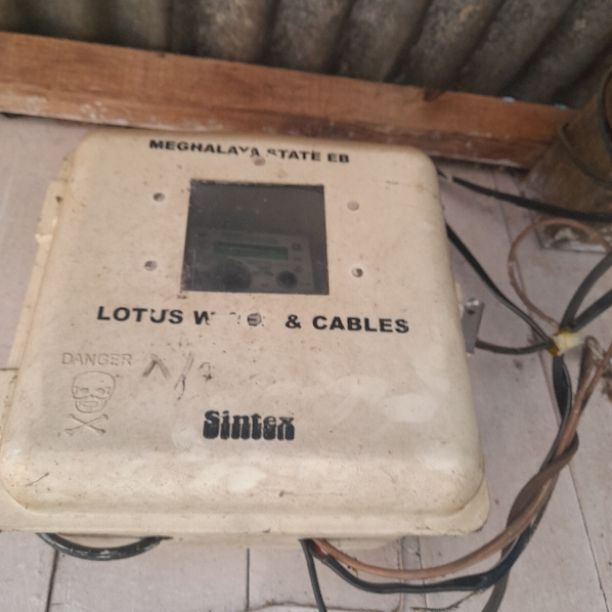 MEGHALAYA STATE EB
LOTUS & CABLES
DANGER
Sintex